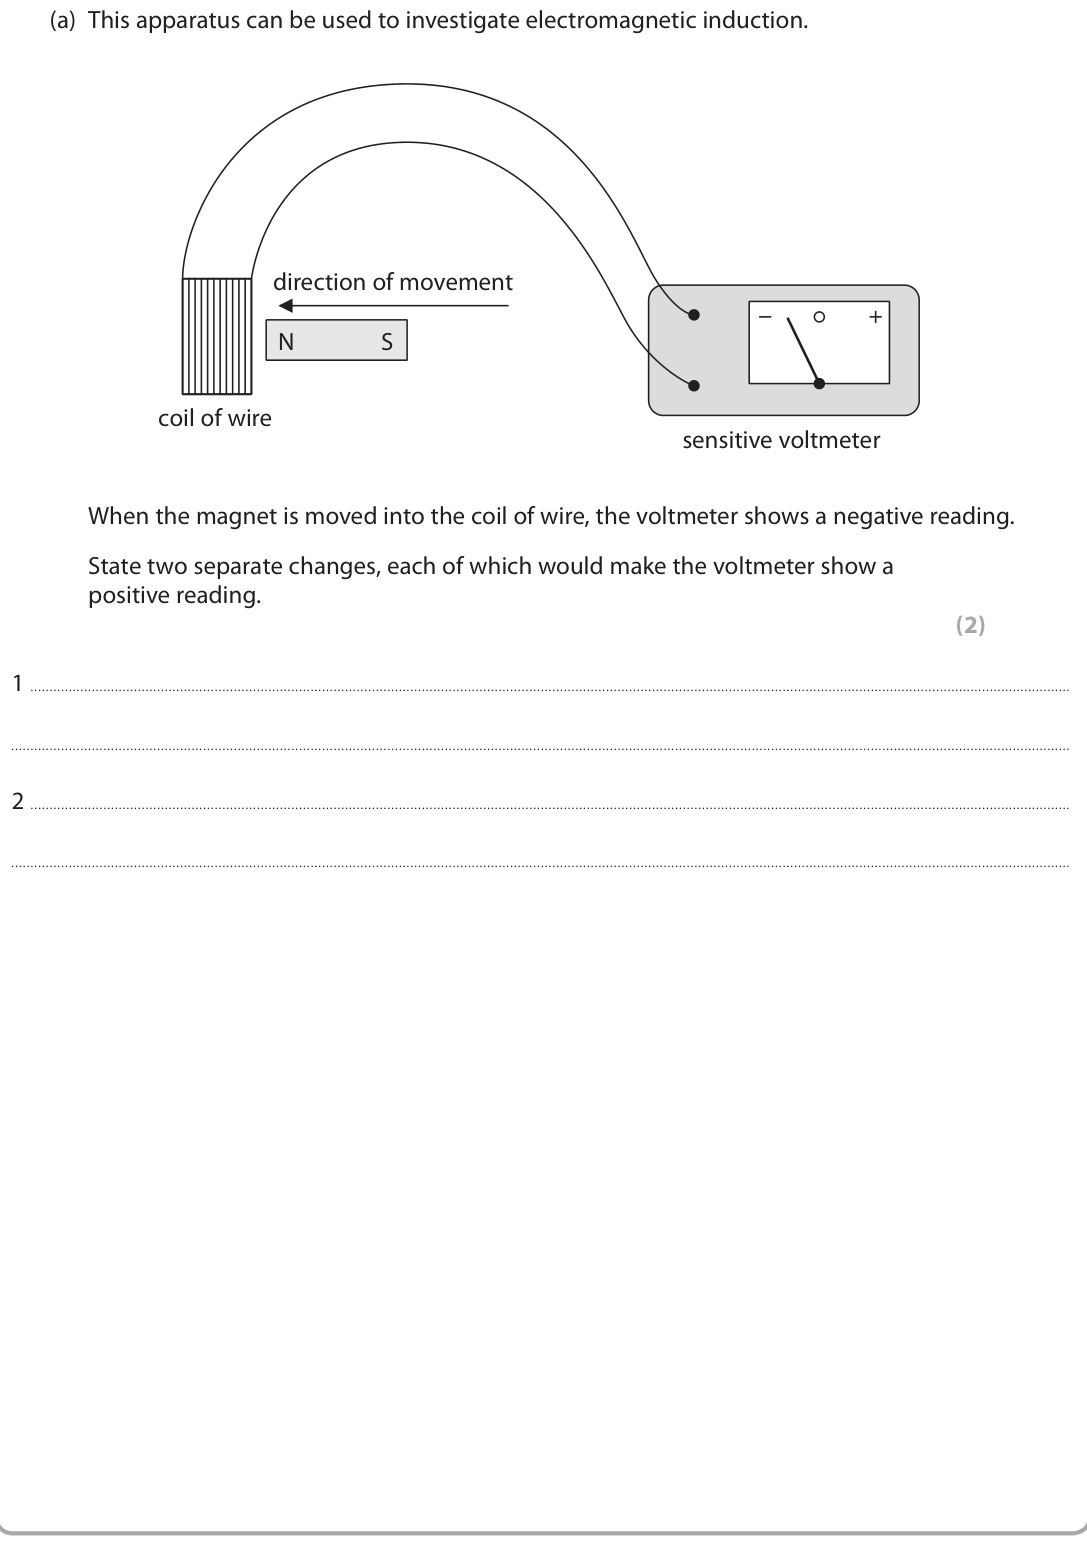 (a) This apparatus can be used to investigate electromagnetic induction.
direction of movement
N S
− O +
coil of wire
sensitive voltmeter
When the magnet is moved into the coil of wire, the voltmeter shows a negative reading.
State two separate changes, each of which would make the voltmeter show a
positive reading.
(2)
1
2